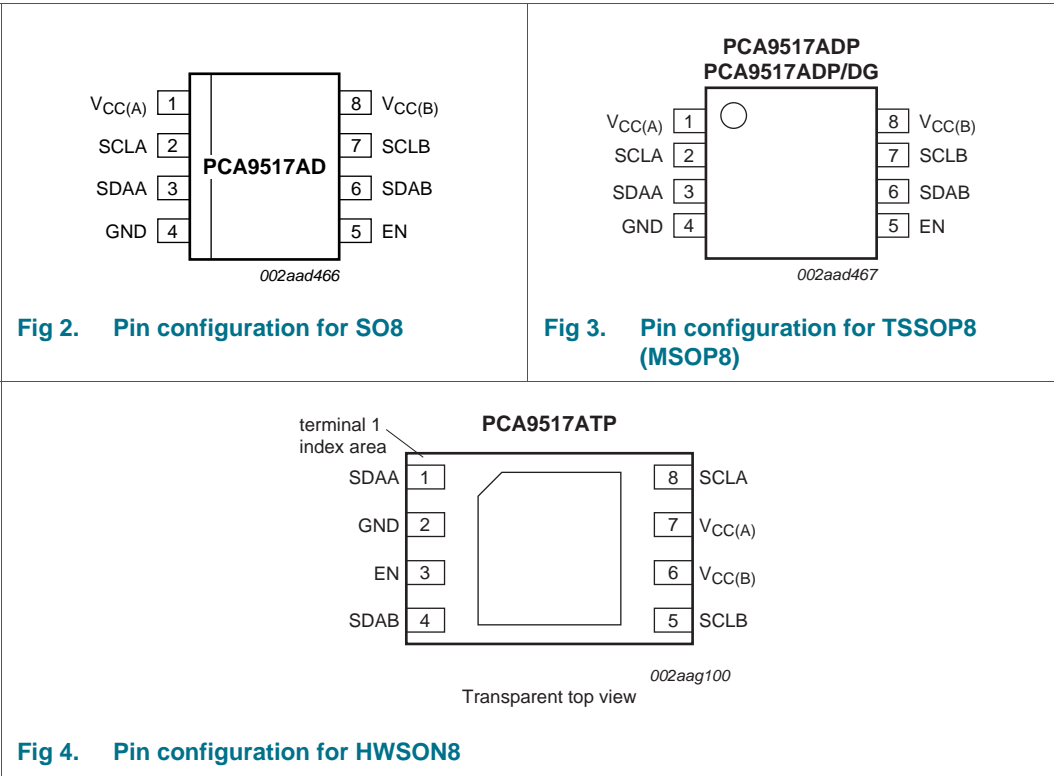 PCA9517AD
VCC(A) 1 8 VCC(B)
SCLA 2 7 SCLB
SDAA 3 6 SDAB
GND 4 5 EN
002aad466
Fig 2. Pin configuration for SO8
PCA9517ADP
PCA9517ADP/DG
VCC(A) 1 8 VCC(B)
SCLA 2 7 SCLB
SDAA 3 6 SDAB
GND 4 5 EN
002aad467
Fig 3. Pin configuration for TSSOP8
(MSOP8)
terminal 1
index area
PCA9517ATP
SDAA 1 8 SCLA
GND 2 7 VCC(A)
EN 3 6 VCC(B)
SDAB 4 5 SCLB
002aag100
Transparent top view
Fig 4. Pin configuration for HWSON8